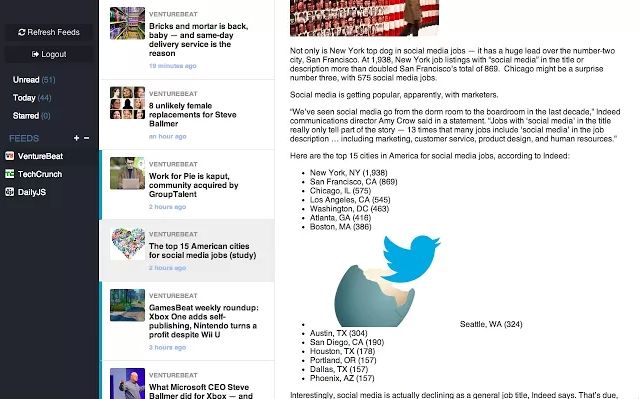 Refresh Feeds
Logout
Unread (51)
Today (44)
Starred (0)
FEEDS + −
VentureBeat
TechCrunch
DailyJS
VENTUREBEAT
Bricks and mortar is back,
baby — and same-day
delivery service is the
reason
19 minutes ago
VENTUREBEAT
8 unlikely female
replacements for Steve
Ballmer
an hour ago
VENTUREBEAT
Work for Pie is kaput,
community acquired by
GroupTalent
2 hours ago
VENTUREBEAT
The top 15 American cities
for social media jobs (study)
2 hours ago
VENTUREBEAT
GamesBeat weekly roundup:
Xbox One adds self-
publishing, Nintendo turns a
profit despite Wii U
3 hours ago
VENTUREBEAT
What Microsoft CEO Steve
Ballmer did for Xbox — and
Not only is New York top dog in social media jobs — it has a huge lead over the number-two
city, San Francisco. At 1,938, New York job listings with "social media" in the title or
description more than doubled San Francisco's total of 869. Chicago might be a surprise
number three, with 575 social media jobs.
Social media is getting popular, apparently, with marketers.
"We've seen social media go from the dorm room to the boardroom in the last decade," Indeed
communications director Amy Crow said in a statement. "Jobs with 'social media' in the title
really only tell part of the story — 13 times that many jobs include 'social media' in the job
description … including marketing, customer service, product design, and human resources."
Here are the top 15 cities in America for social media jobs, according to Indeed:
• New York, NY (1,938)
• San Francisco, CA (869)
• Chicago, IL (575)
• Los Angeles, CA (545)
• Washington, DC (463)
• Atlanta, GA (416)
• Boston, MA (386)
• Seattle, WA (324)
• Austin, TX (304)
• San Diego, CA (190)
• Houston, TX (178)
• Portland, OR (157)
• Dallas, TX (157)
• Phoenix, AZ (157)
Interestingly, social media is actually declining as a general job title, Indeed says. That's due,